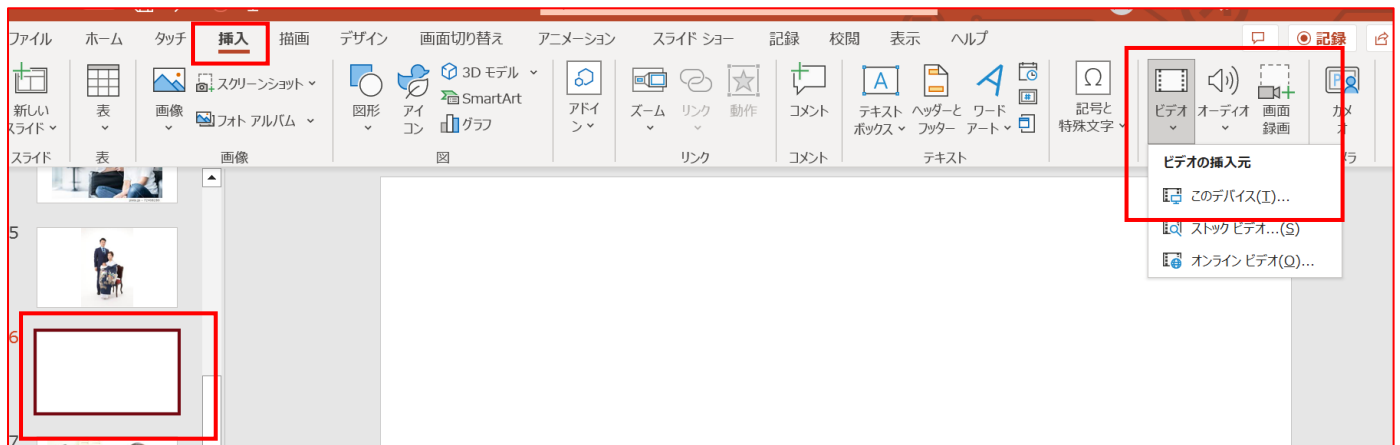 ファイル ホーム タッチ 挿入 描画 デザイン 画面切り替え アニメーション スライド ショー 記録 校閲 表示 ヘルプ 記録
新しい
スライド
表
画像
スクリーンショット
フォト アルバム
図形
アイ
コン
3D モデル
SmartArt
グラフ
アドイ
ン
ズーム
リンク
動作
コメント
テキスト
ボックス
ヘッダーと
フッター
ワード
アート
記号と
特殊文字
ビデオ
オーディオ
画面
録画
カメ
オ
スライド 表 画像 図 リンク コメント テキスト
ビデオの挿入元
このデバイス(T)...
ストック ビデオ...(S)
オンライン ビデオ(O)...
5
6
7